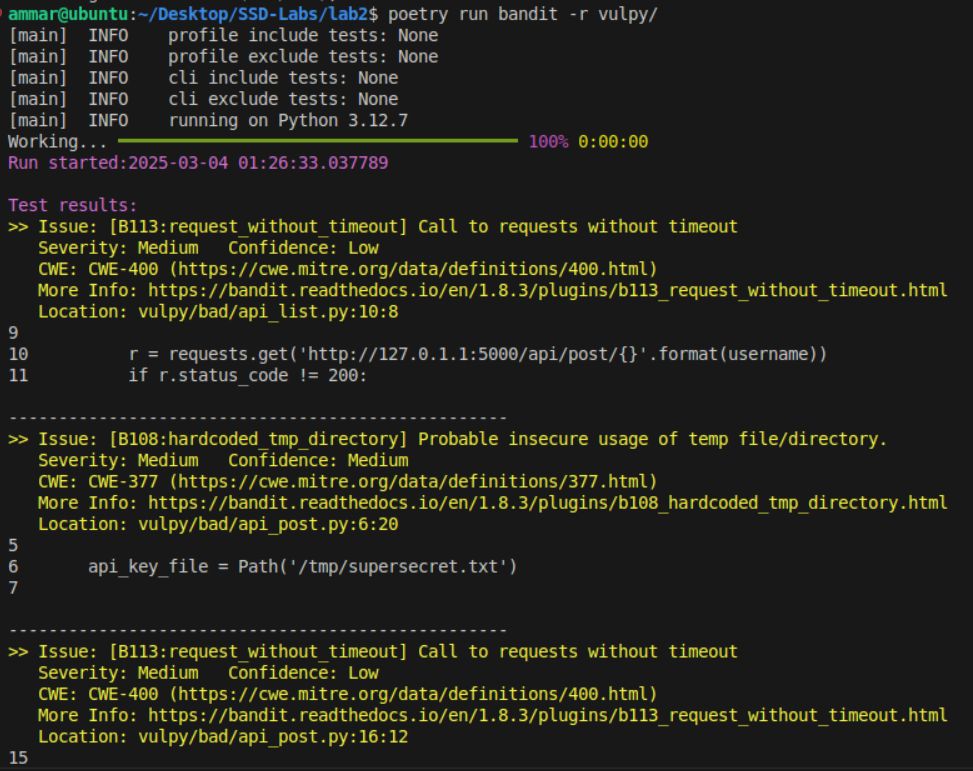 ammar@ubuntu:~/Desktop/SSD-Labs/lab2$ poetry run bandit -r vulpy/
[main]  INFO    profile include tests: None
[main]  INFO    profile exclude tests: None
[main]  INFO    cli include tests: None
[main]  INFO    cli exclude tests: None
[main]  INFO    running on Python 3.12.7
Working... 100% 0:00:00
Run started:2025-03-04 01:26:33.037789

Test results:
>> Issue: [B113:request_without_timeout] Call to requests without timeout
   Severity: Medium   Confidence: Low
   CWE: CWE-400 (https://cwe.mitre.org/data/definitions/400.html)
   More Info: https://bandit.readthedocs.io/en/1.8.3/plugins/b113_request_without_timeout.html
   Location: vulpy/bad/api_list.py:10:8
9
10          r = requests.get('http://127.0.1.1:5000/api/post/{}'.format(username))
11          if r.status_code != 200:

--------------------------------------------------
>> Issue: [B108:hardcoded_tmp_directory] Probable insecure usage of temp file/directory.
   Severity: Medium   Confidence: Medium
   CWE: CWE-377 (https://cwe.mitre.org/data/definitions/377.html)
   More Info: https://bandit.readthedocs.io/en/1.8.3/plugins/b108_hardcoded_tmp_directory.html
   Location: vulpy/bad/api_post.py:6:20
5
6       api_key_file = Path('/tmp/supersecret.txt')
7

--------------------------------------------------
>> Issue: [B113:request_without_timeout] Call to requests without timeout
   Severity: Medium   Confidence: Low
   CWE: CWE-400 (https://cwe.mitre.org/data/definitions/400.html)
   More Info: https://bandit.readthedocs.io/en/1.8.3/plugins/b113_request_without_timeout.html
   Location: vulpy/bad/api_post.py:16:12
15